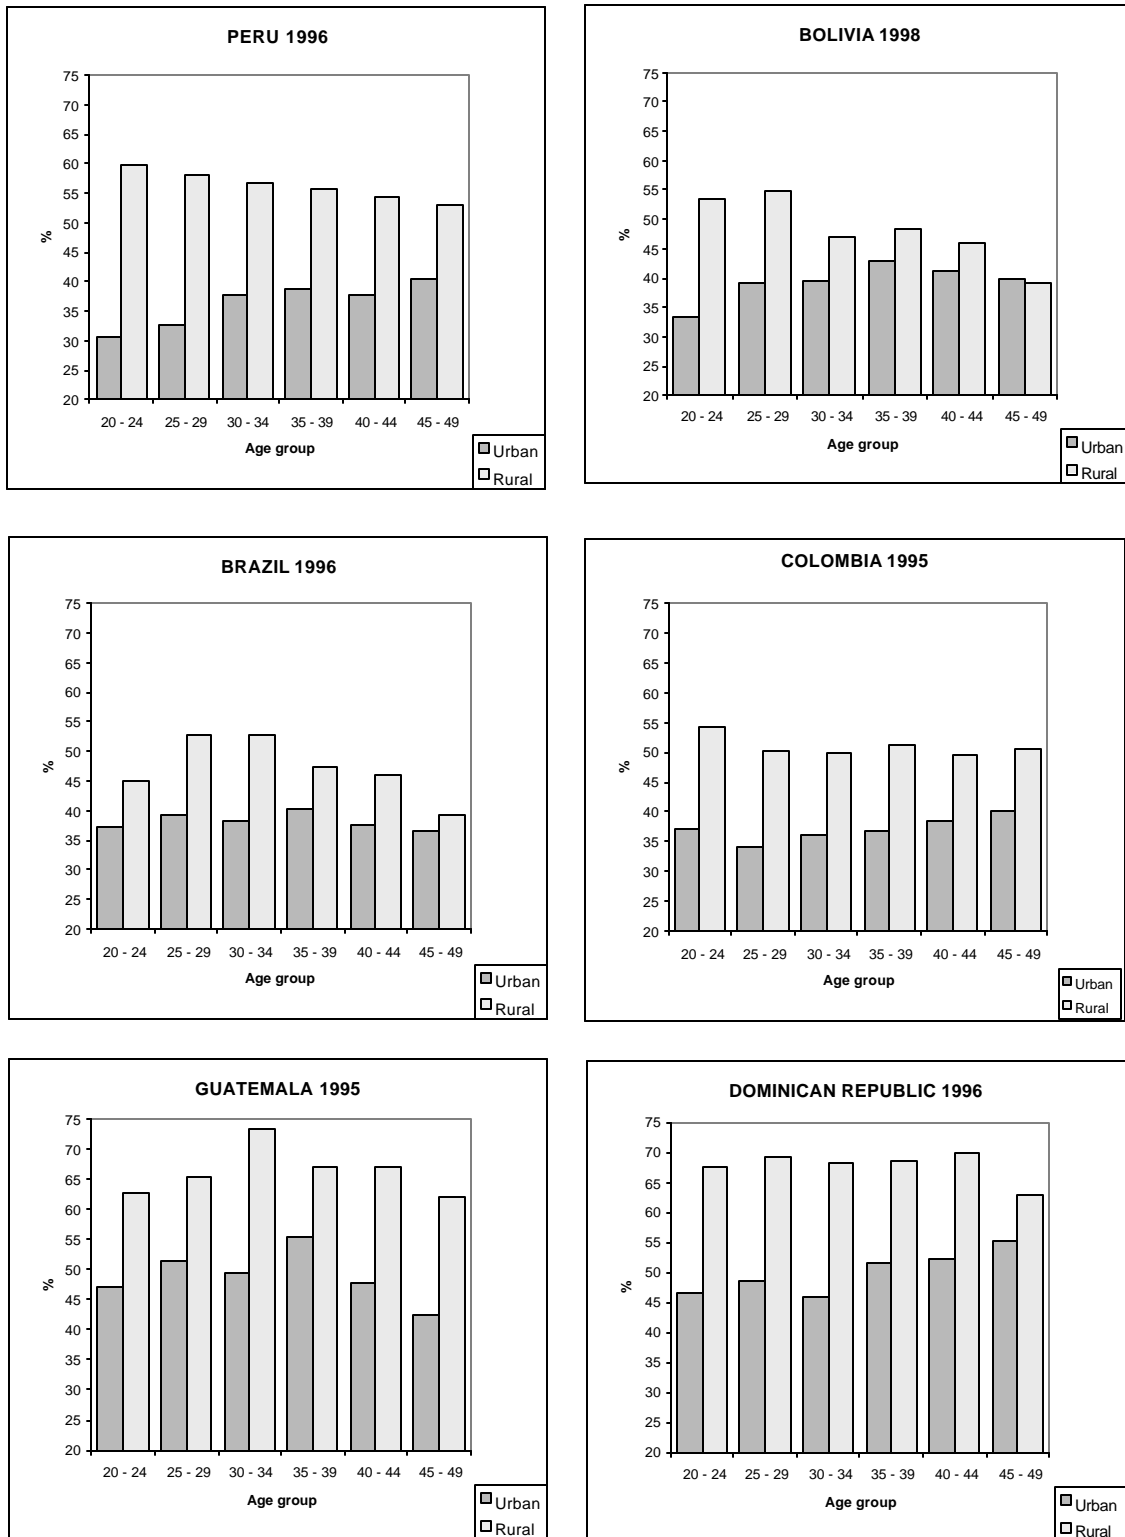 PERU 1996
75
70
65
60
55
50
45
40
35
30
25
20
%
20 - 24 25 - 29 30 - 34 35 - 39 40 - 44 45 - 49
Age group
Urban
Rural
BOLIVIA 1998
75
70
65
60
55
50
45
40
35
30
25
20
%
20 - 24 25 - 29 30 - 34 35 - 39 40 - 44 45 - 49
Age group
Urban
Rural
BRAZIL 1996
75
70
65
60
55
50
45
40
35
30
25
20
%
20 - 24 25 - 29 30 - 34 35 - 39 40 - 44 45 - 49
Age group
Urban
Rural
COLOMBIA 1995
75
70
65
60
55
50
45
40
35
30
25
20
%
20 - 24 25 - 29 30 - 34 35 - 39 40 - 44 45 - 49
Age group
Urban
Rural
GUATEMALA 1995
75
70
65
60
55
50
45
40
35
30
25
20
%
20 - 24 25 - 29 30 - 34 35 - 39 40 - 44 45 - 49
Age group
Urban
Rural
DOMINICAN REPUBLIC 1996
75
70
65
60
55
50
45
40
35
30
25
20
%
20 - 24 25 - 29 30 - 34 35 - 39 40 - 44 45 - 49
Age group
Urban
Rural